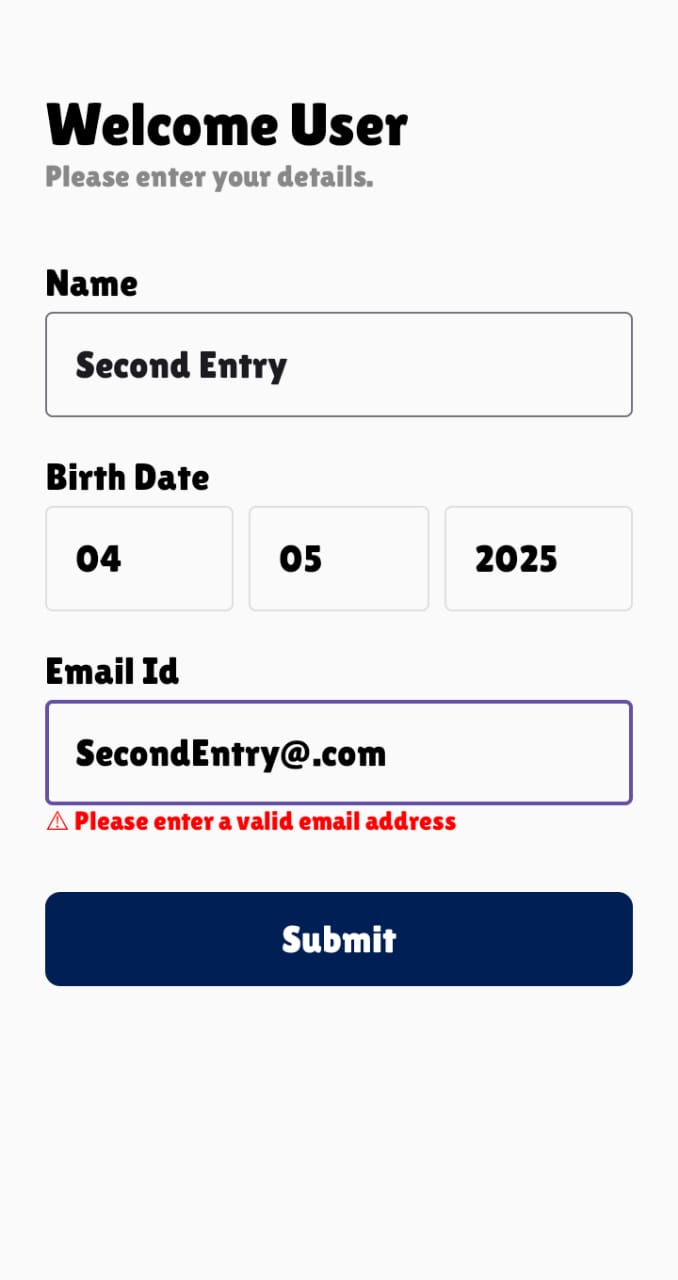 Welcome User
Please enter your details.
Name
Second Entry
Birth Date
04 05 2025
Email Id
SecondEntry@.com
⚠ Please enter a valid email address
Submit